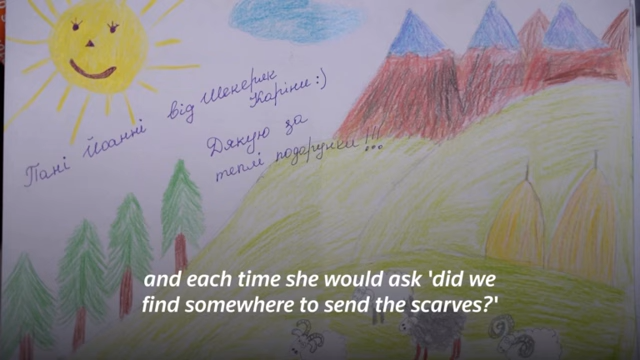 Пані Йоанні від Шекерик
Каріни:)
Дякую за
теплі подарунки!!!
and each time she would ask 'did we
find somewhere to send the scarves?'